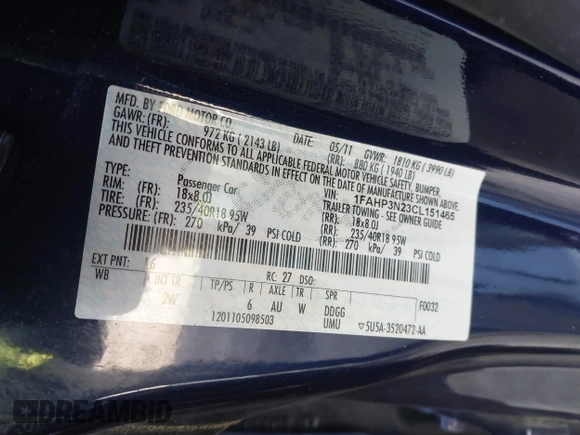 MFD. BY FORD MOTOR CO.
DATE: 05/11 GVWR: 1810 KG ( 3990 LB)
GAWR: (FR): 972 KG ( 2143 LB) (RR): 880 KG ( 1940 LB)
THIS VEHICLE CONFORMS TO ALL APPLICABLE FEDERAL MOTOR VEHICLE SAFETY, BUMPER,
AND THEFT PREVENTION STANDARDS IN EFFECT ON THE DATE OF MANUFACTURE SHOWN ABOVE.
VIN: 1FAHP3N23CL151465
TYPE: Passenger Car TRAILER TOWING - SEE OWNER GUIDE
RIM: (FR) 18x8.0J (RR) 18x8.0J
TIRE: (FR) 235/40R18 95W (RR) 235/40R18 95W
PRESSURE: (FR) 270 kPa/ 39 PSI COLD (RR) 270 kPa/ 39 PSI COLD
EXT PNT: L6 RC: 27 DSO:
WB INT TR TP/PS R AXLE TR SPR F0032
2W 6 AU W DDGG
1201105098503 UMU ▽5U5A-3520472-AA
DREAMBID